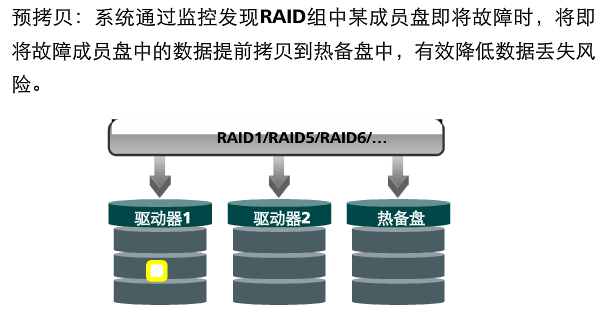 预拷贝：系统通过监控发现RAID组中某成员盘即将故障时，将即
将故障成员盘中的数据提前拷贝到热备盘中，有效降低数据丢失风
险。
RAID1/RAID5/RAID6/...
驱动器1 驱动器2 热备盘